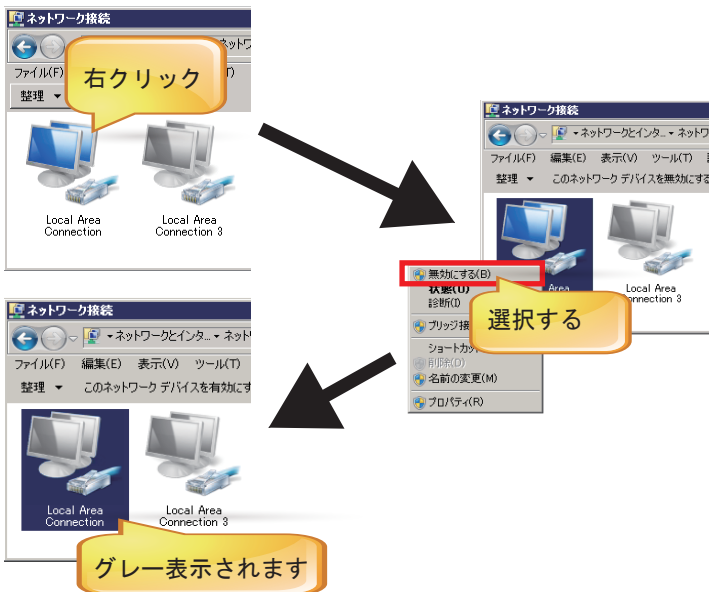 ネットワーク接続
ファイル(F)
整理
右クリック
Local Area
Connection
Local Area
Connection 3
ネットワーク接続
ネットワークとインタ... ネットワ
ファイル(F) 編集(E) 表示(V) ツール(T)
整理 このネットワーク デバイスを無効にする
無効にする(B)
状態(U)
診断(I)
ブリッジ接
ショートカッ
削除(D)
名前の変更(M)
プロパティ(R)
Area
Local Area
Connection 3
選択する
ネットワーク接続
ネットワークとインタ... ネット
ファイル(F) 編集(E) 表示(V) ツール(T)
整理 このネットワーク デバイスを有効にす
Local Area
Connection
Local Area
Connection 3
グレー表示されます